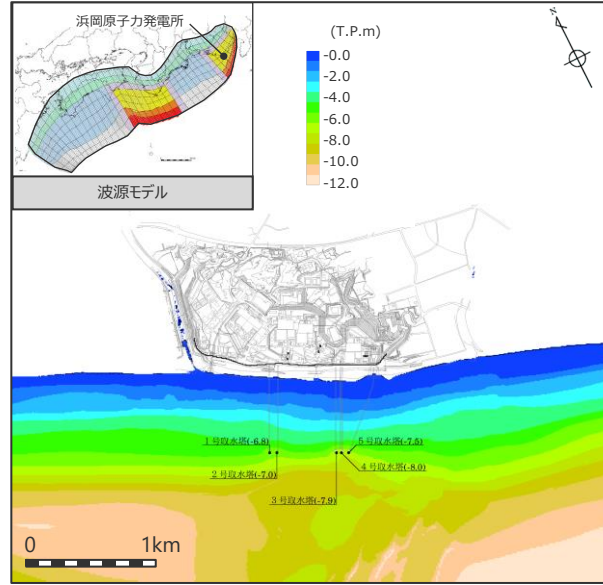 浜岡原子力発電所
波源モデル
N
(T.P.m)
-0.0
-2.0
-4.0
-6.0
-8.0
-10.0
-12.0
1号取水塔(-6.8)
5号取水塔(-7.5)
2号取水塔(-7.0)
4号取水塔(-8.0)
3号取水塔(-7.9)
0 1km